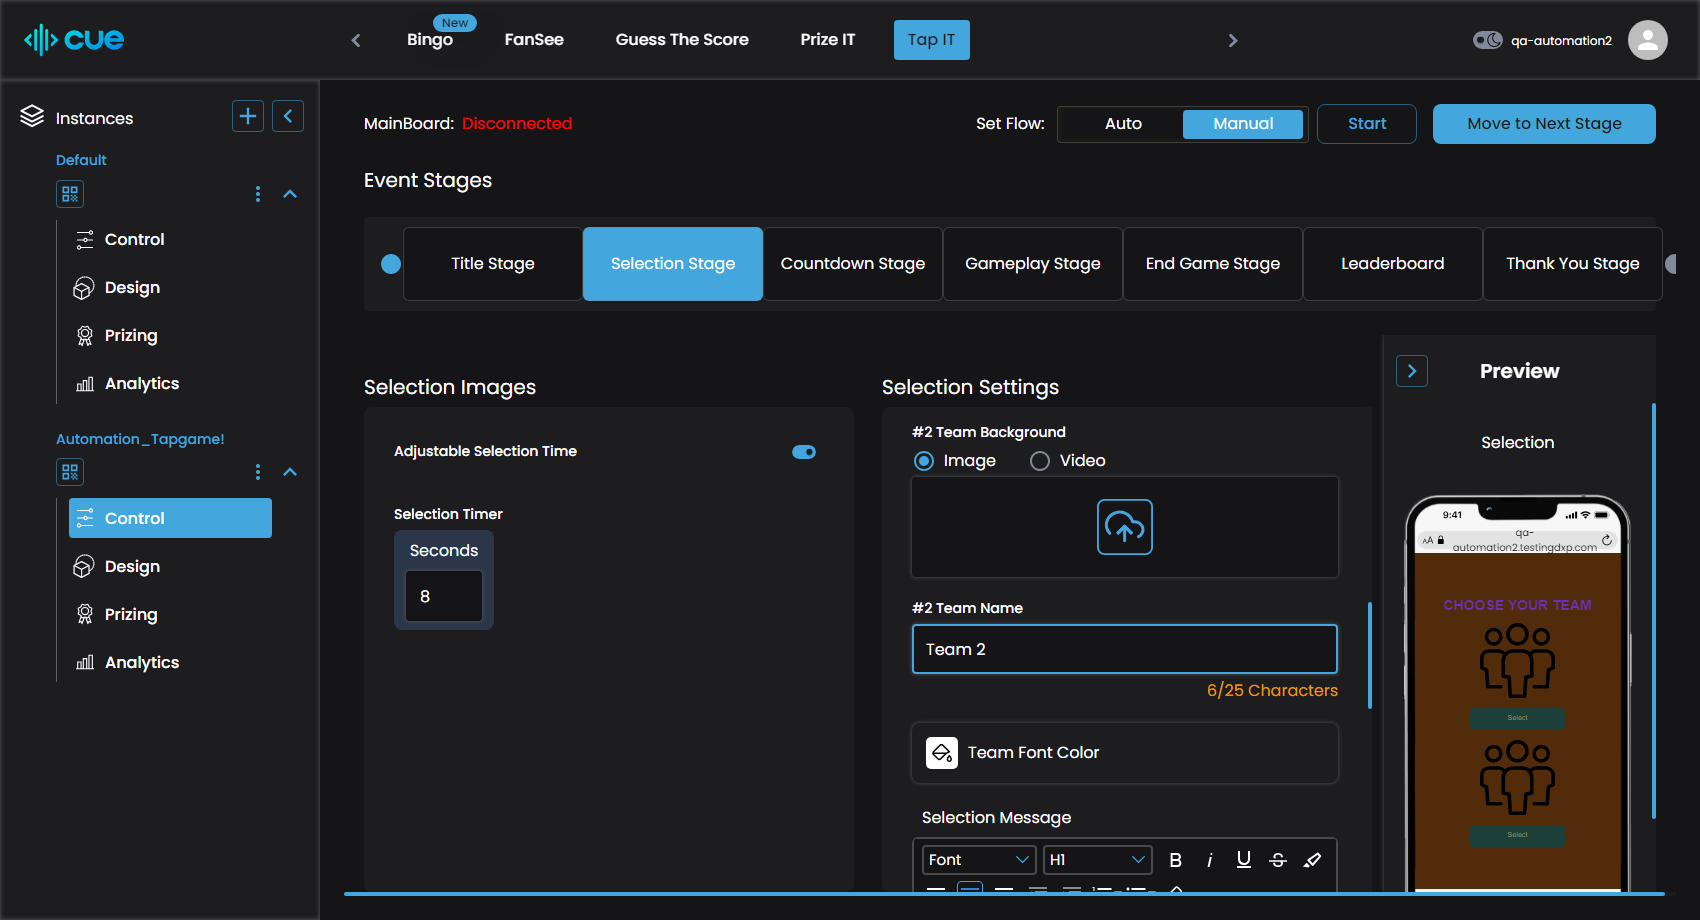 cue
New
Bingo
FanSee
Guess The Score
Prize IT
Tap IT
qa-automation2
Instances
Default
Control
Design
Prizing
Analytics
Automation_Tapgame!
Control
Design
Prizing
Analytics
MainBoard: Disconnected
Set Flow:
Auto
Manual
Start
Move to Next Stage
Event Stages
Title Stage
Selection Stage
Countdown Stage
Gameplay Stage
End Game Stage
Leaderboard
Thank You Stage
Selection Images
Adjustable Selection Time
Selection Timer
Seconds
8
Selection Settings
#2 Team Background
Image
Video
#2 Team Name
Team 2
6/25 Characters
Team Font Color
Selection Message
Font
H1
B
i
U
S
Preview
Selection
9:41
AA
qa-
automation2.testingdxp.com
CHOOSE YOUR TEAM
Select
Select